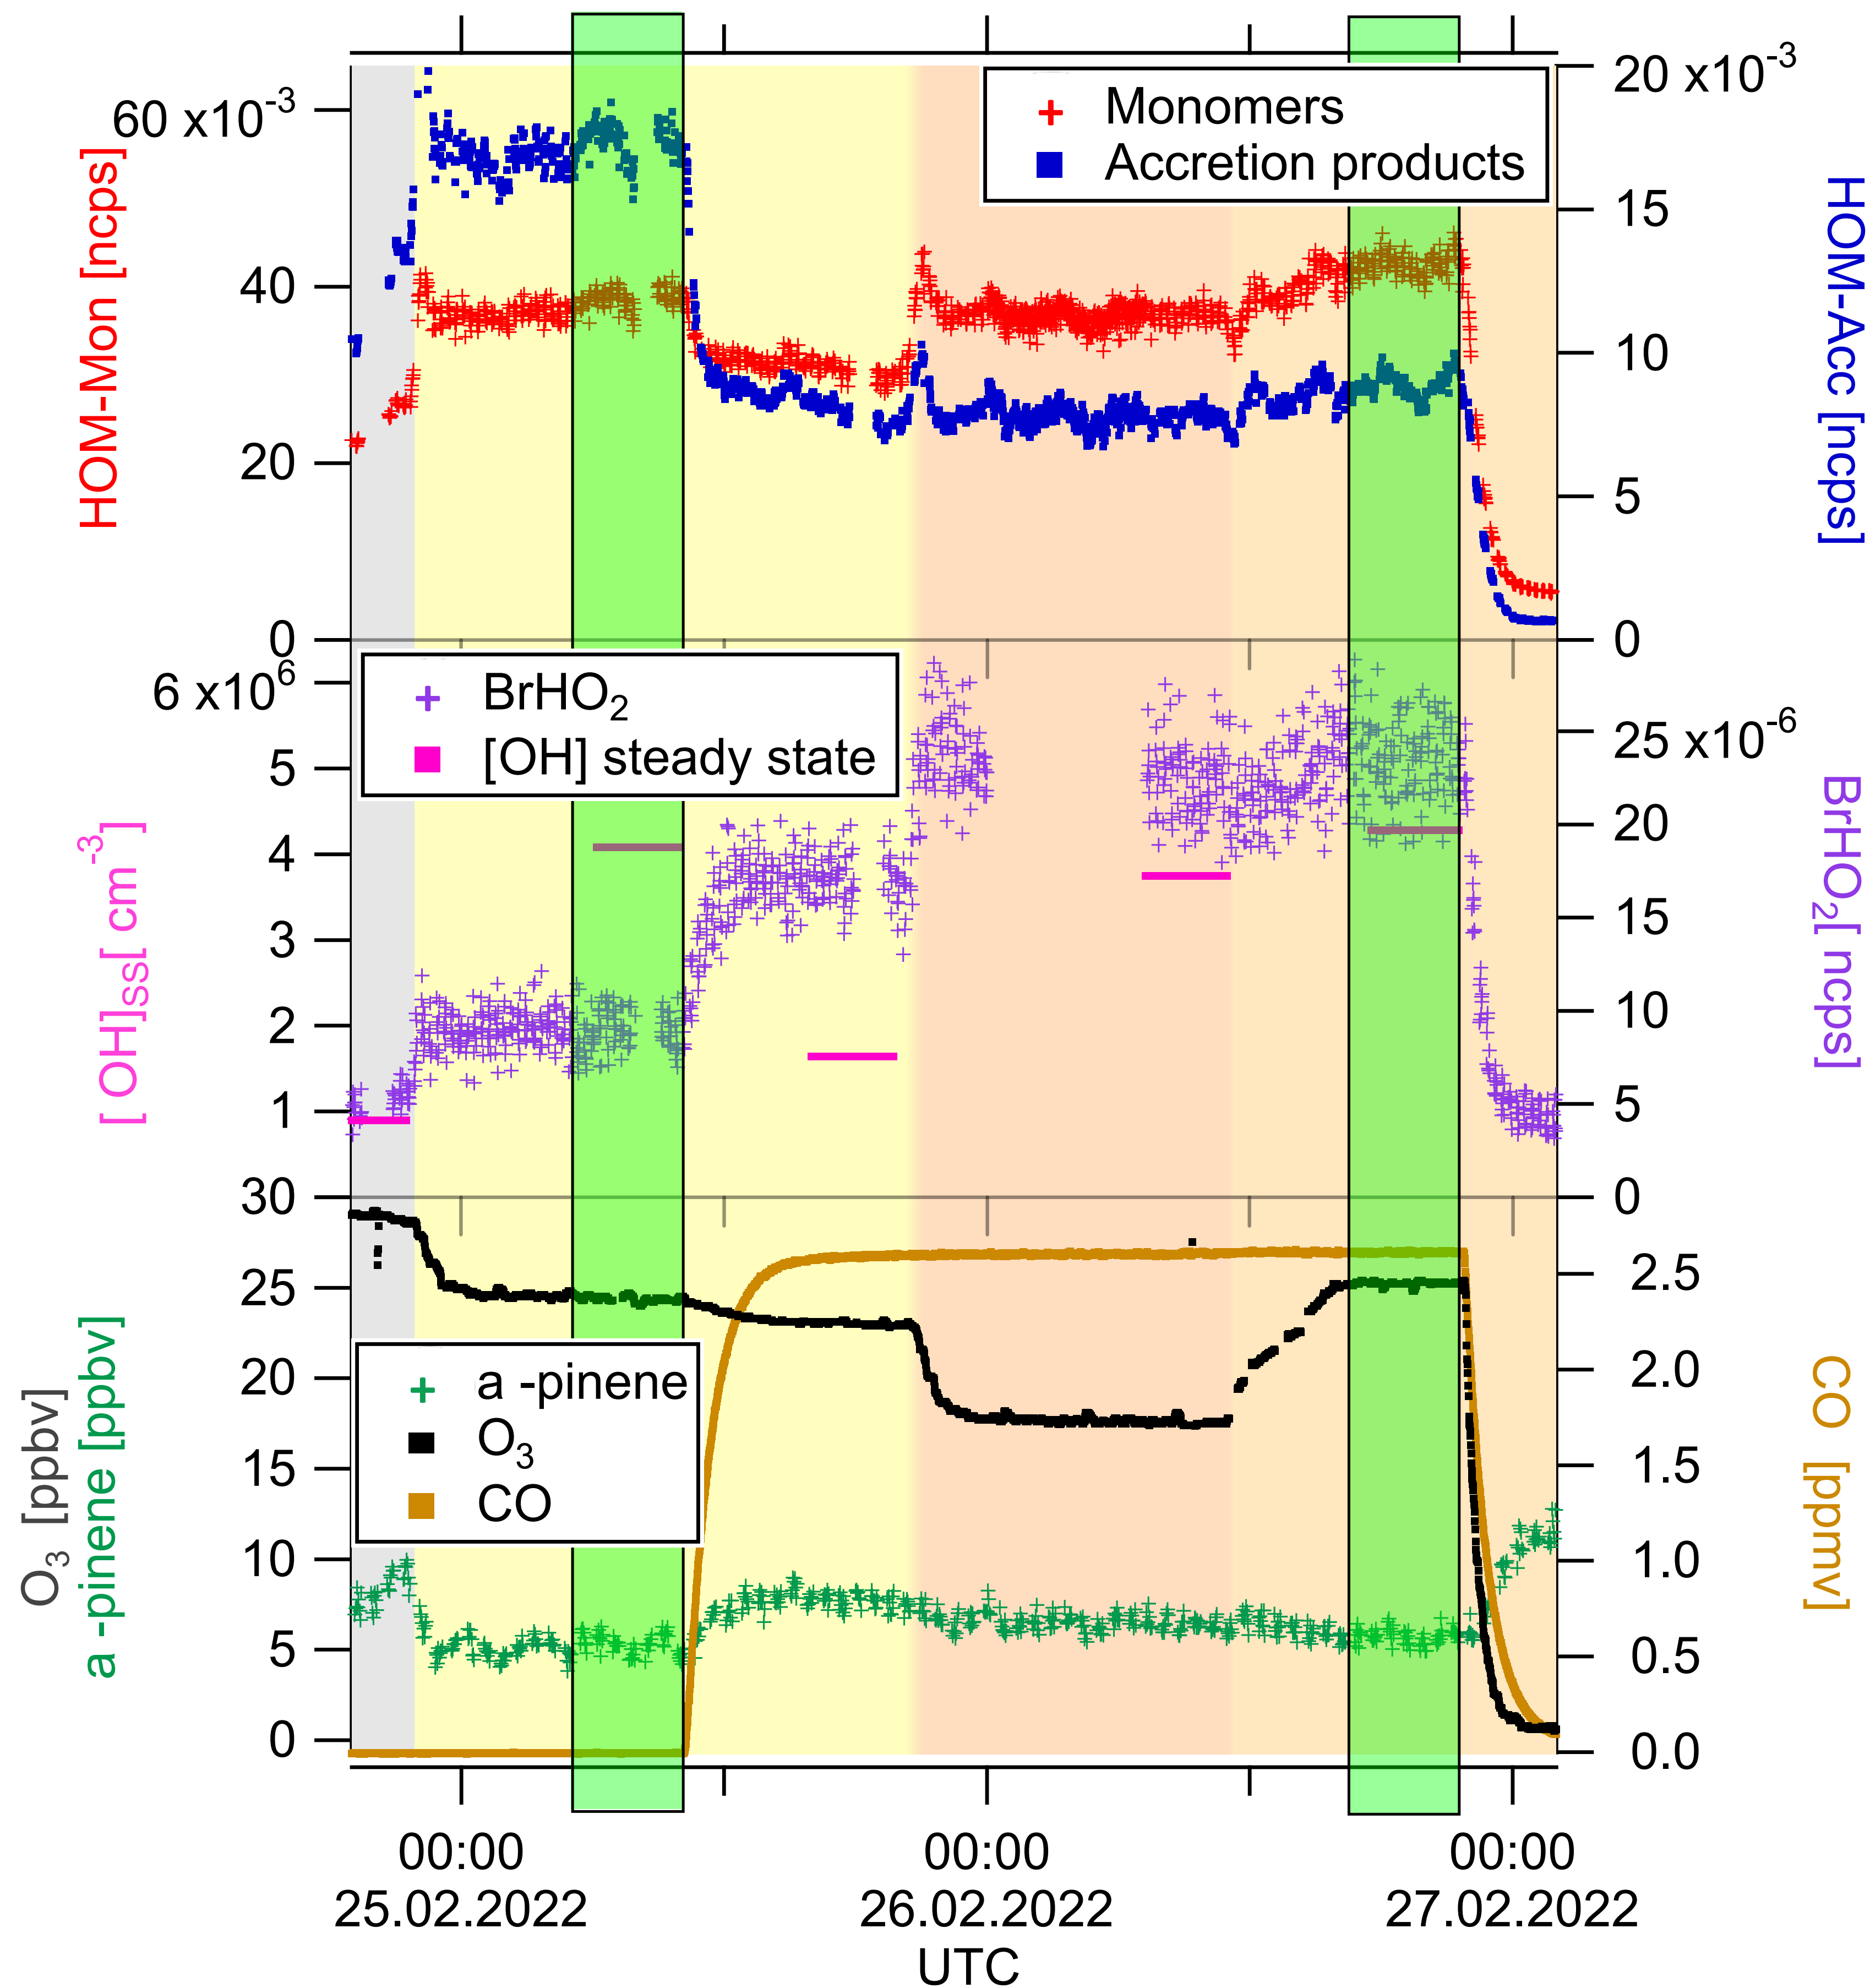 60 x10-3
40
20
0
HOM-Mon [ncps]
Monomers
Accretion products
20 x10-3
15
10
5
0
HOM-Acc [ncps]
6 x106
5
4
3
2
1
[ OH]SS[ cm-3]
BrHO2
[OH] steady state
25 x10-6
20
15
10
5
0
BrHO2[ ncps]
30
25
20
15
10
5
0
O3 [ppbv]
a -pinene [ppbv]
a -pinene
O3
CO
2.5
2.0
1.5
1.0
0.5
0.0
CO [ppmv]
00:00 00:00 00:00
25.02.2022 26.02.2022 27.02.2022
UTC